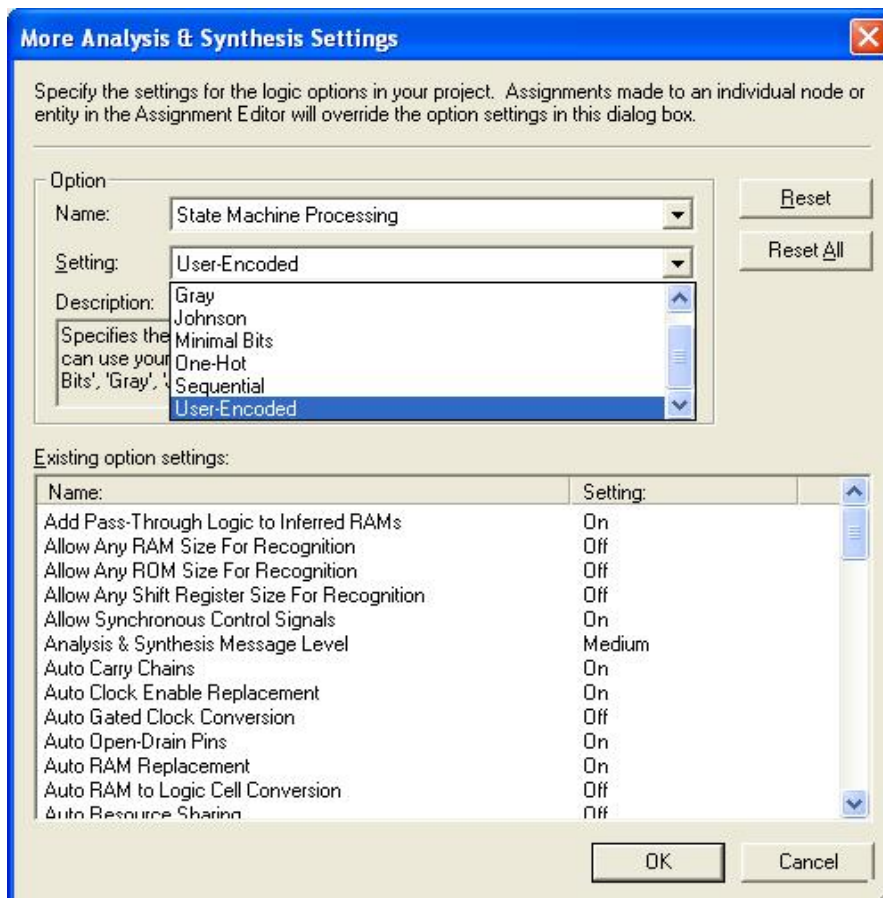 More Analysis & Synthesis Settings
Specify the settings for the logic options in your project. Assignments made to an individual node or
entity in the Assignment Editor will override the option settings in this dialog box.
Option
Name: State Machine Processing
Reset
Setting: User-Encoded
Reset All
Description:
Gray
Johnson
Minimal Bits
One-Hot
Sequential
User-Encoded
Specifies the
can use your
Bits', 'Gray', '
Existing option settings:
Name: Setting:
Add Pass-Through Logic to Inferred RAMs On
Allow Any RAM Size For Recognition Off
Allow Any ROM Size For Recognition Off
Allow Any Shift Register Size For Recognition Off
Allow Synchronous Control Signals On
Analysis & Synthesis Message Level Medium
Auto Carry Chains On
Auto Clock Enable Replacement On
Auto Gated Clock Conversion Off
Auto Open-Drain Pins On
Auto RAM Replacement On
Auto RAM to Logic Cell Conversion Off
Auto Resource Sharing Off
OK Cancel